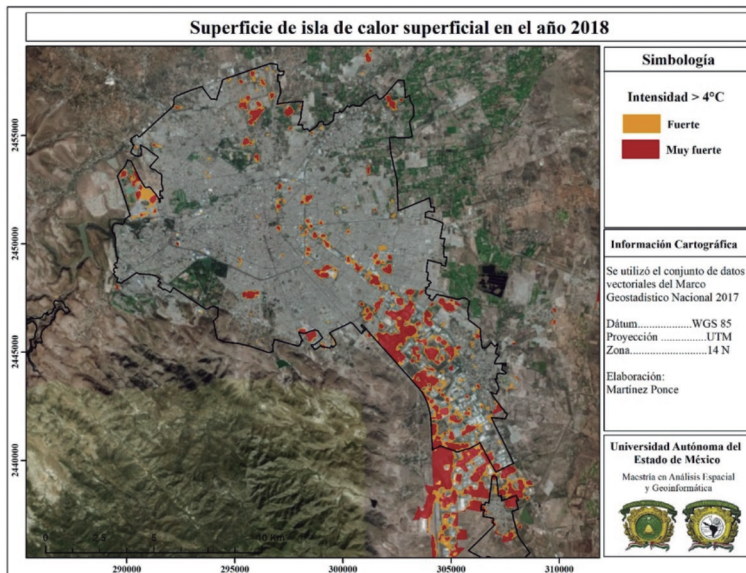 Superficie de isla de calor superficial en el año 2018
Simbología
Intensidad > 4°C
Fuerte
Muy fuerte
Información Cartográfica
Se utilizó el conjunto de datos
vectoriales del Marco
Geostadístico Nacional 2017
Dátum..................WGS 85
Proyección ...............UTM
Zona...........................14 N
Elaboración:
Martínez Ponce
Universidad Autónoma del
Estado de México
Maestría en Análisis Espacial
y Geoinformática
2455000
2450000
2445000
2440000
290000
295000
300000
305000
310000